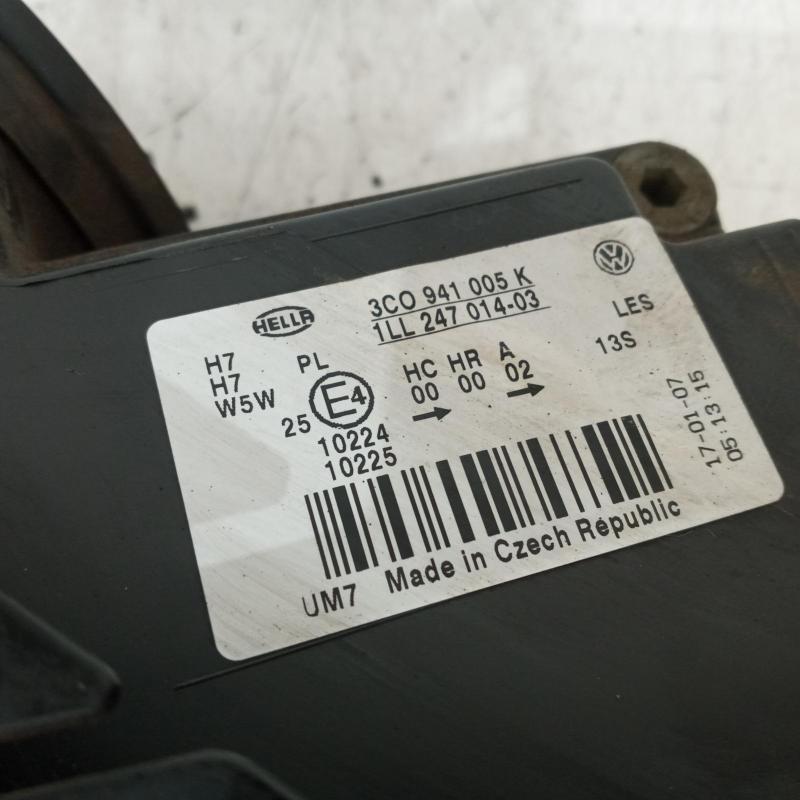 HELLA
3C0 941 005 K
1LL 247 014-03
LES
13S
H7
H7
W5W
PL
HC HR A
00 00 02
25 E4
10224
10225
17-01-07
05:13:15
UM7 Made in Czech Républic